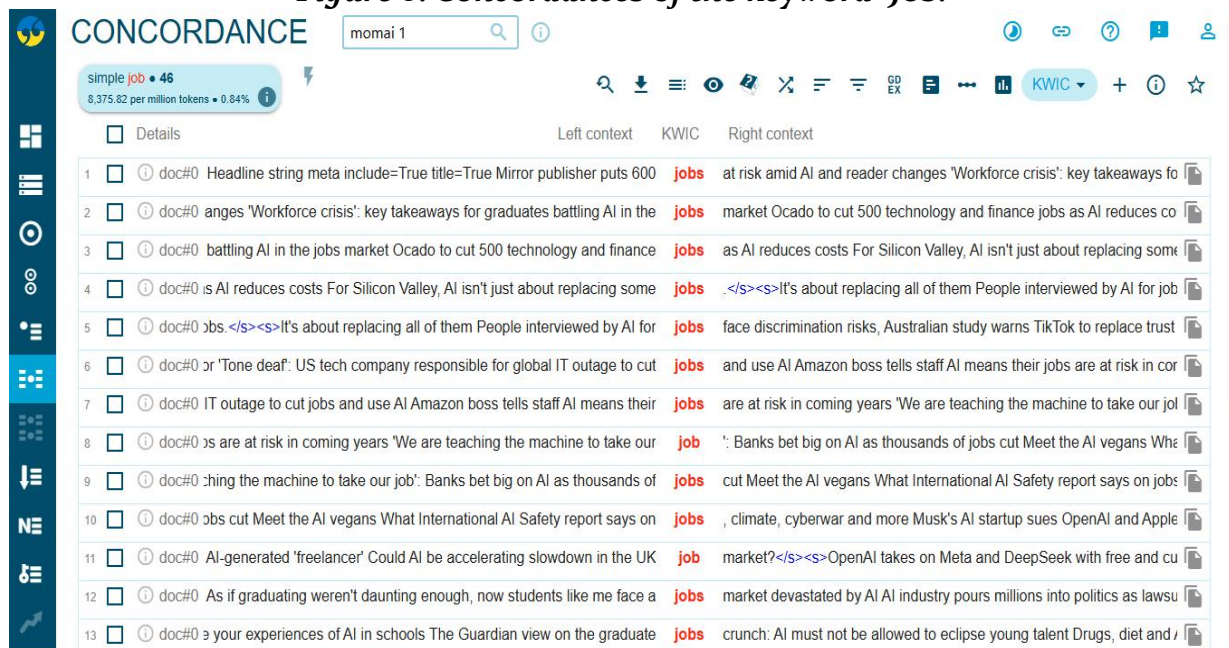 Figure 6. Concordances of the keyword 'job.'
CONCORDANCE momai 1
simple job • 46
8,375.82 per million tokens • 0.84%
GD EX KWIC
Details Left context KWIC Right context
1 doc#0 Headline string meta include=True title=True Mirror publisher puts 600 jobs at risk amid AI and reader changes 'Workforce crisis': key takeaways fo
2 doc#0 anges 'Workforce crisis': key takeaways for graduates battling AI in the jobs market Ocado to cut 500 technology and finance jobs as AI reduces co
3 doc#0 battling AI in the jobs market Ocado to cut 500 technology and finance jobs as AI reduces costs For Silicon Valley, AI isn't just about replacing some
4 doc#0 is AI reduces costs For Silicon Valley, AI isn't just about replacing some jobs .</s><s>It's about replacing all of them People interviewed by AI for job
5 doc#0 obs.</s><s>It's about replacing all of them People interviewed by AI for jobs face discrimination risks, Australian study warns TikTok to replace trust
6 doc#0 or 'Tone deaf': US tech company responsible for global IT outage to cut jobs and use AI Amazon boss tells staff AI means their jobs are at risk in cor
7 doc#0 IT outage to cut jobs and use AI Amazon boss tells staff AI means their jobs are at risk in coming years 'We are teaching the machine to take our jol
8 doc#0 os are at risk in coming years 'We are teaching the machine to take our job ': Banks bet big on AI as thousands of jobs cut Meet the AI vegans Wha
9 doc#0 ching the machine to take our job': Banks bet big on AI as thousands of jobs cut Meet the AI vegans What International AI Safety report says on jobs
10 doc#0 obs cut Meet the AI vegans What International AI Safety report says on jobs , climate, cyberwar and more Musk's AI startup sues OpenAI and Apple
11 doc#0 AI-generated 'freelancer' Could AI be accelerating slowdown in the UK job market?</s><s>OpenAI takes on Meta and DeepSeek with free and cu
12 doc#0 As if graduating weren't daunting enough, now students like me face a jobs market devastated by AI AI industry pours millions into politics as lawsu
13 doc#0 e your experiences of AI in schools The Guardian view on the graduate jobs crunch: AI must not be allowed to eclipse young talent Drugs, diet and